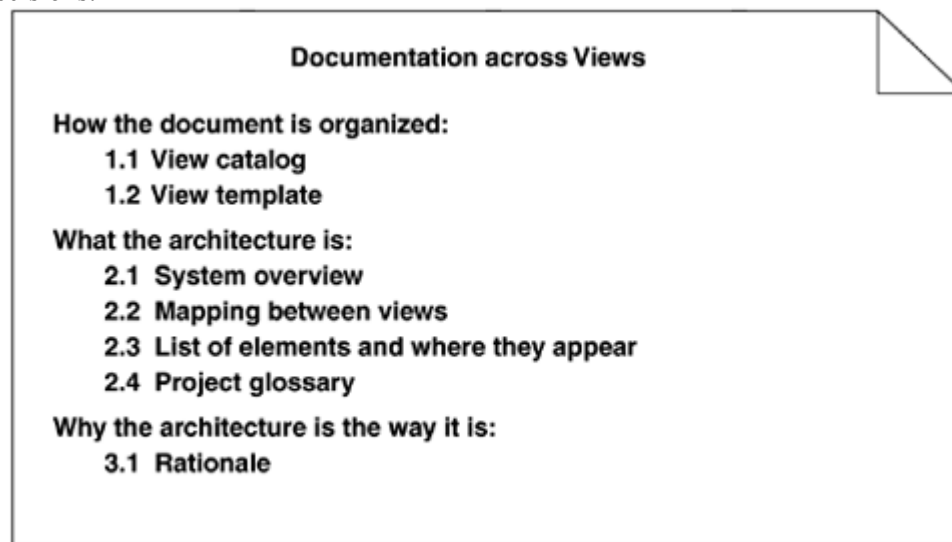 Documentation across Views
How the document is organized:
1.1 View catalog
1.2 View template
What the architecture is:
2.1 System overview
2.2 Mapping between views
2.3 List of elements and where they appear
2.4 Project glossary
Why the architecture is the way it is:
3.1 Rationale